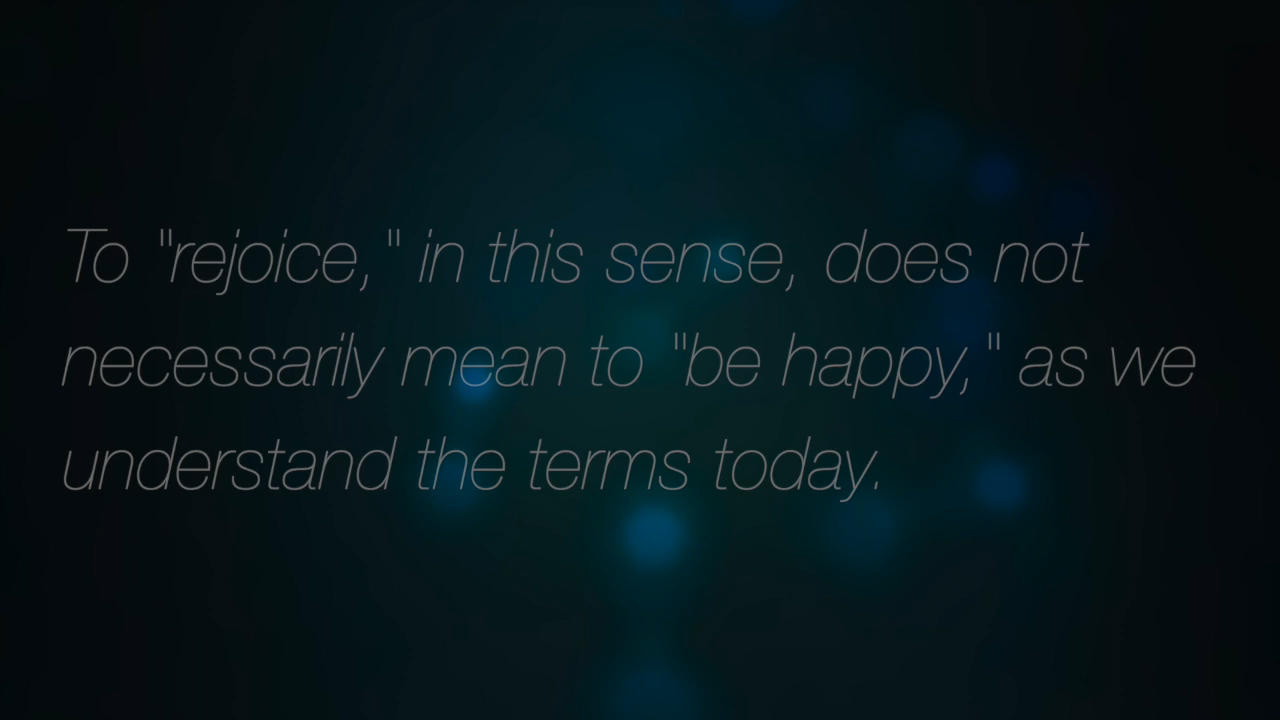 To "rejoice," in this sense, does not
necessarily mean to "be happy," as we
understand the terms today.